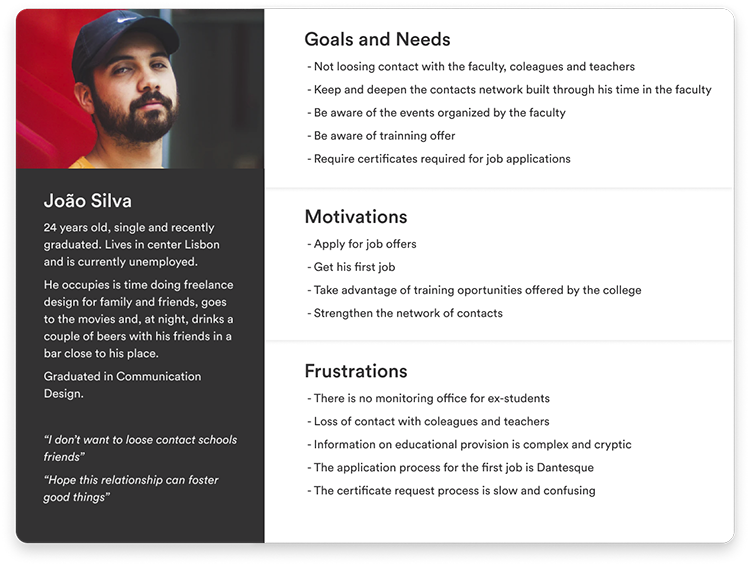 João Silva
24 years old, single and recently
graduated. Lives in center Lisbon
and is currently unemployed.
He occupies is time doing freelance
design for family and friends, goes
to the movies and, at night, drinks a
couple of beers with his friends in a
bar close to his place.
Graduated in Communication
Design.
“I don’t want to loose contact schools
friends”
“Hope this relationship can foster
good things”
Goals and Needs
- Not loosing contact with the faculty, coleagues and teachers
- Keep and deepen the contacts network built through his time in the faculty
- Be aware of the events organized by the faculty
- Be aware of trainning offer
- Require certificates required for job applications
Motivations
- Apply for job offers
- Get his first job
- Take advantage of training oportunities offered by the college
- Strengthen the network of contacts
Frustrations
- There is no monitoring office for ex-students
- Loss of contact with coleagues and teachers
- Information on educational provision is complex and cryptic
- The application process for the first job is Dantesque
- The certificate request process is slow and confusing